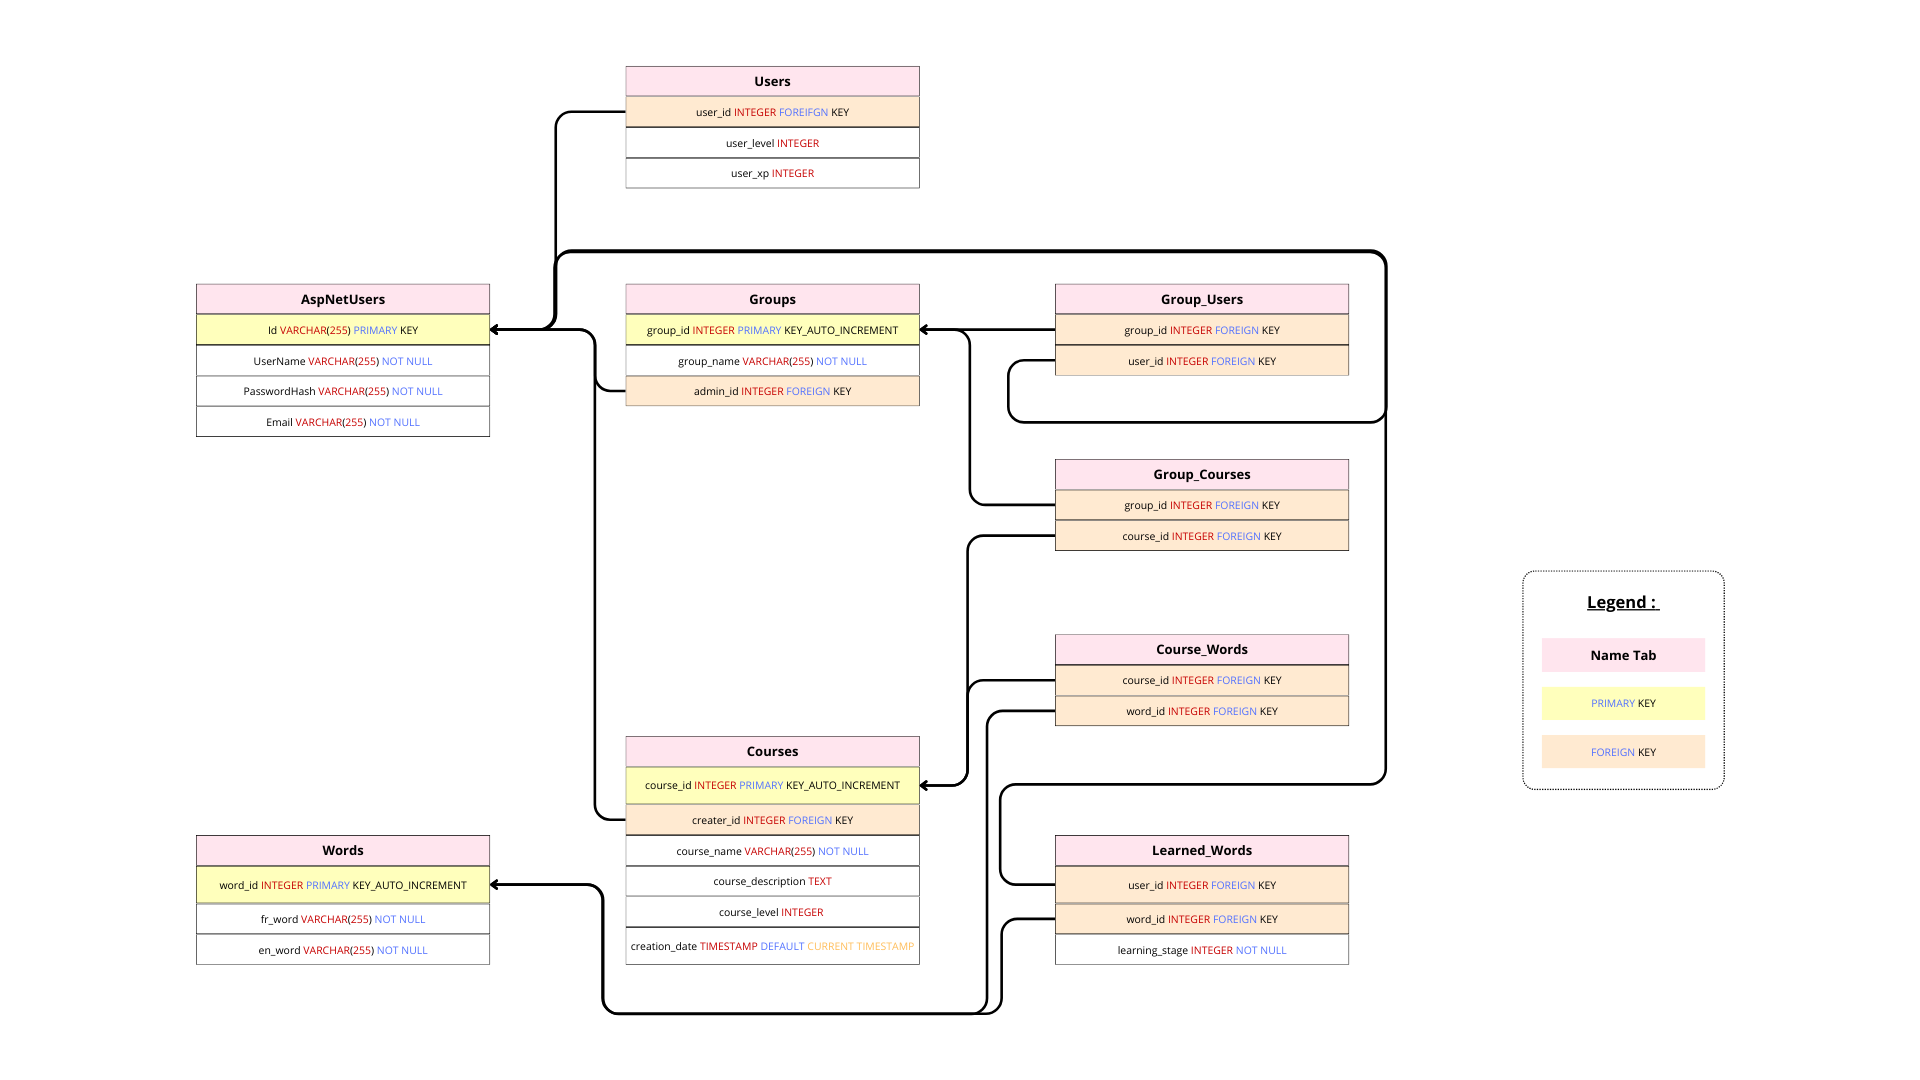 Users
user_id INTEGER FOREIFGN KEY
user_level INTEGER
user_xp INTEGER
AspNetUsers
Id VARCHAR(255) PRIMARY KEY
UserName VARCHAR(255) NOT NULL
PasswordHash VARCHAR(255) NOT NULL
Email VARCHAR(255) NOT NULL
Groups
group_id INTEGER PRIMARY KEY_AUTO_INCREMENT
group_name VARCHAR(255) NOT NULL
admin_id INTEGER FOREIGN KEY
Group_Users
group_id INTEGER FOREIGN KEY
user_id INTEGER FOREIGN KEY
Group_Courses
group_id INTEGER FOREIGN KEY
course_id INTEGER FOREIGN KEY
Course_Words
course_id INTEGER FOREIGN KEY
word_id INTEGER FOREIGN KEY
Courses
course_id INTEGER PRIMARY KEY_AUTO_INCREMENT
creater_id INTEGER FOREIGN KEY
course_name VARCHAR(255) NOT NULL
course_description TEXT
course_level INTEGER
creation_date TIMESTAMP DEFAULT CURRENT TIMESTAMP
Words
word_id INTEGER PRIMARY KEY_AUTO_INCREMENT
fr_word VARCHAR(255) NOT NULL
en_word VARCHAR(255) NOT NULL
Learned_Words
user_id INTEGER FOREIGN KEY
word_id INTEGER FOREIGN KEY
learning_stage INTEGER NOT NULL
Legend :
Name Tab
PRIMARY KEY
FOREIGN KEY